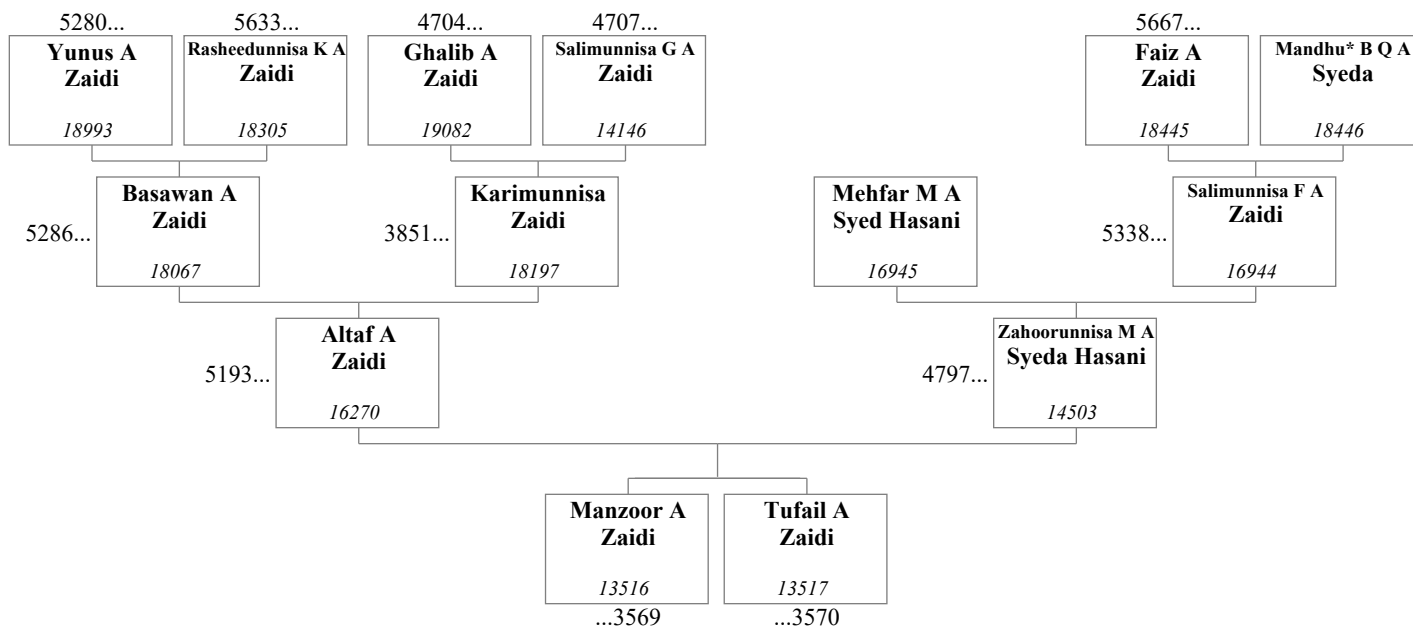 5280... 5633... 4704... 4707... 5667...
Yunus A Rasheedunnisa K A Ghalib A Salimunnisa G A Faiz A Mandhu* B Q A
Zaidi Zaidi Zaidi Zaidi Zaidi Syeda
18993 18305 19082 14146 18445 18446
Basawan A Karimunnisa Mehfar M A Salimunnisa F A
Zaidi Zaidi Syed Hasani Zaidi
5286... 3851... 5338...
18067 18197 16945 16944
Altaf A Zahoorunnisa M A
Zaidi Syeda Hasani
5193... 4797...
16270 14503
Manzoor A Tufail A
Zaidi Zaidi
13516 13517
...3569 ...3570